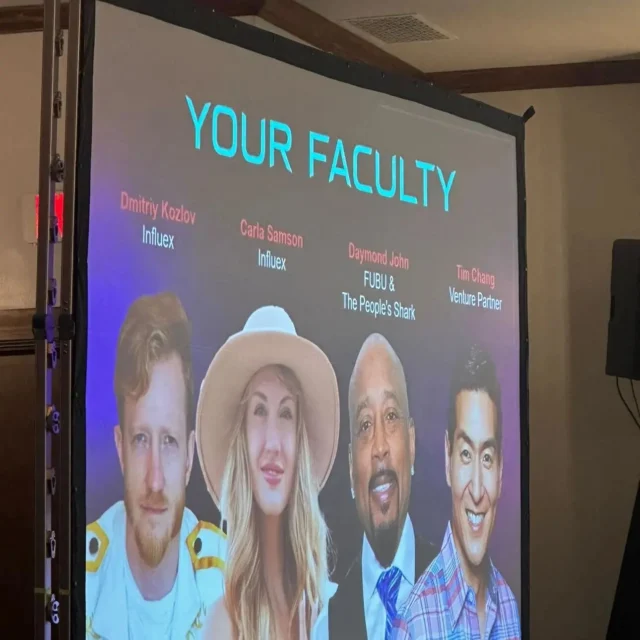 YOUR FACULTY
Dmitriy Kozlov
Influex
Carla Samson
Influex
Daymond John
FUBU &
The People's Shark
Tim Chang
Venture Partner